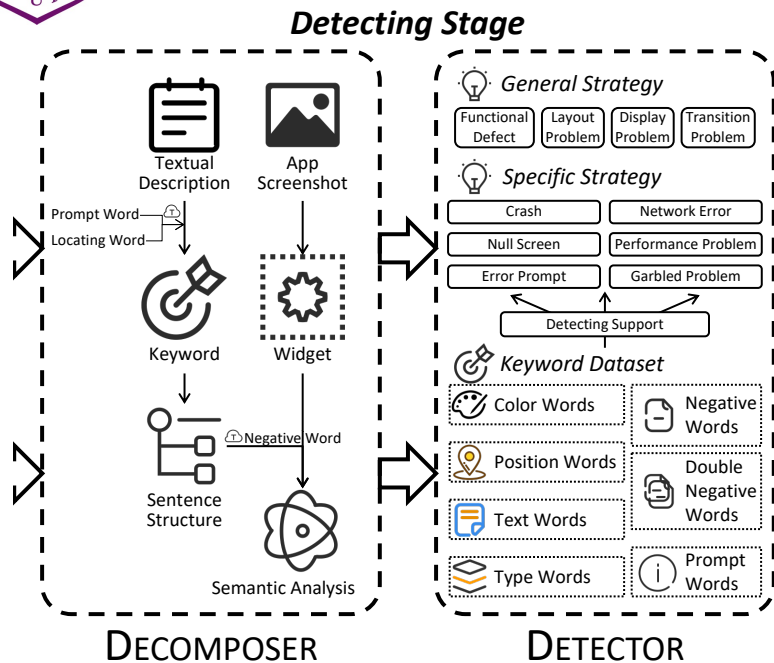 Detecting Stage
Textual
Description
App
Screenshot
Prompt Word
T
Locating Word
Keyword
Widget
T
Negative Word
Sentence
Structure
Semantic Analysis
DECOMPOSER
General Strategy
Functional
Defect
Layout
Problem
Display
Problem
Transition
Problem
Specific Strategy
Crash
Network Error
Null Screen
Performance Problem
Error Prompt
Garbled Problem
Detecting Support
Keyword Dataset
Color Words
Negative
Words
Position Words
Double
Negative
Words
Text Words
Type Words
Prompt
Words
DETECTOR